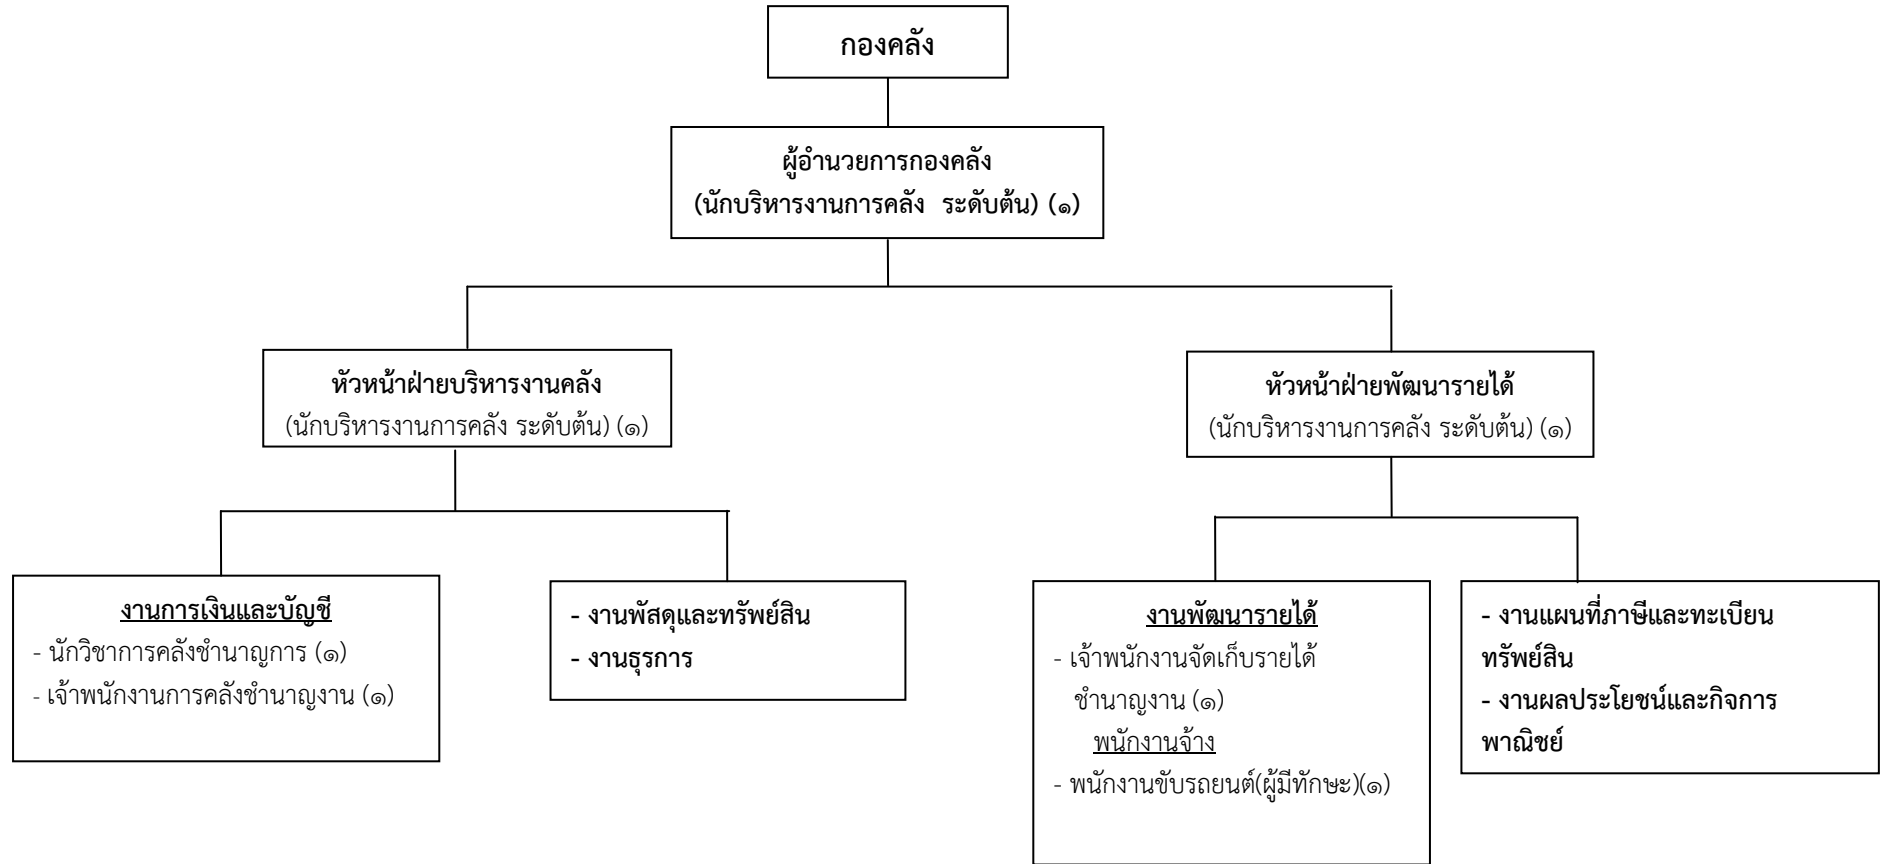 กองคลัง
ผู้อำนวยการกองคลัง
(นักบริหารงานการคลัง ระดับต้น) (๑)
หัวหน้าฝ่ายบริหารงานคลัง
(นักบริหารงานการคลัง ระดับต้น) (๑)
หัวหน้าฝ่ายพัฒนารายได้
(นักบริหารงานการคลัง ระดับต้น) (๑)
งานการเงินและบัญชี
- นักวิชาการคลังชำนาญการ (๑)
- เจ้าพนักงานการคลังชำนาญงาน (๑)
- งานพัสดุและทรัพย์สิน
- งานธุรการ
งานพัฒนารายได้
- เจ้าพนักงานจัดเก็บรายได้
ชำนาญงาน (๑)
พนักงานจ้าง
- พนักงานขับรถยนต์(ผู้มีทักษะ)(๑)
- งานแผนที่ภาษีและทะเบียน
ทรัพย์สิน
- งานผลประโยชน์และกิจการ
พาณิชย์